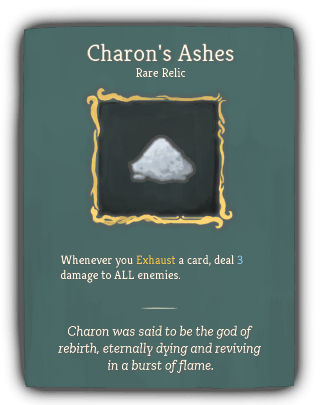 Charon's Ashes
Rare Relic
Whenever you Exhaust a card, deal 3
damage to ALL enemies.
Charon was said to be the god of
rebirth, eternally dying and reviving
in a burst of flame.